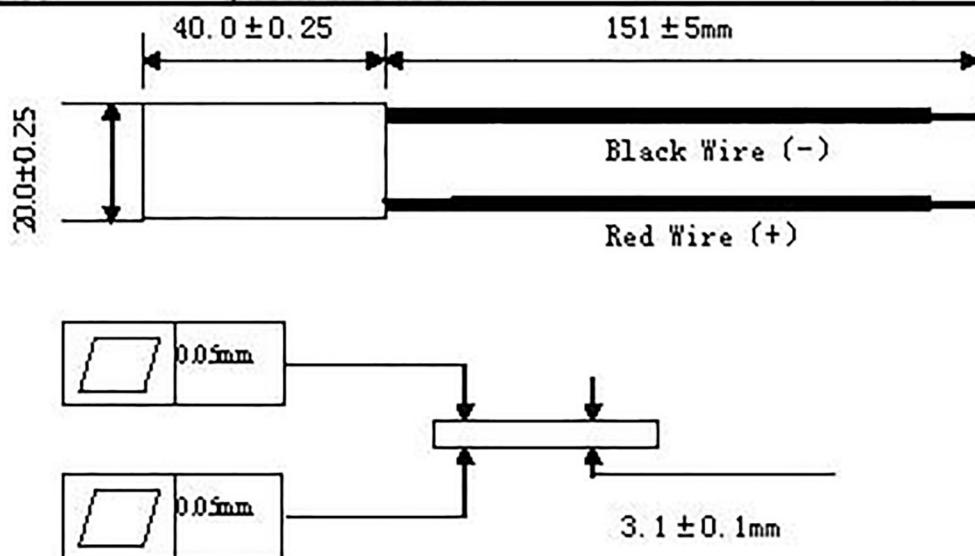 40.0±0.25
151±5mm
20.0±0.25
Black Wire (-)
Red Wire (+)
0.05mm
0.05mm
3.1±0.1mm